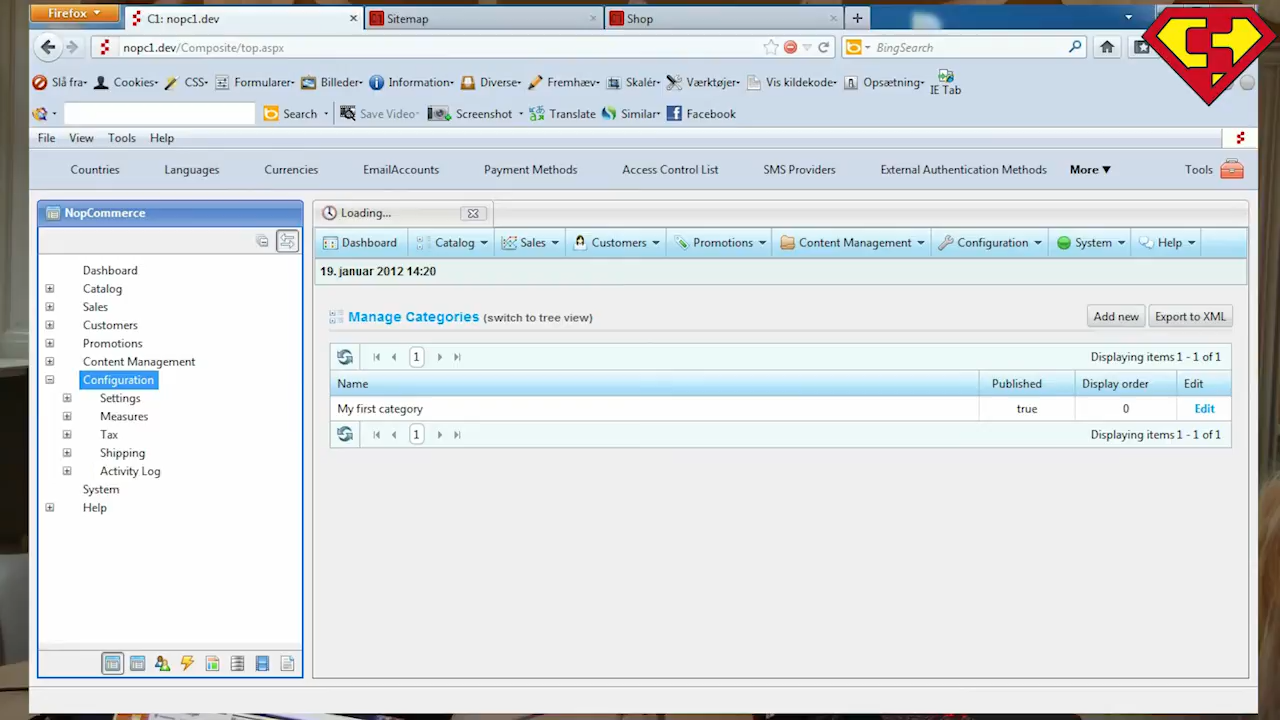 Firefox
C1: nopc1.dev
Sitemap
Shop
nopc1.dev/Composite/top.aspx
BingSearch
Slå fra
Cookies
CSS
Formularer
Billeder
Information
Diverse
Fremhæv
Skalér
Værktøjer
Vis kildekode
Opsætning
IE Tab
Search
Save Video
Screenshot
Translate
Similar
Facebook
File View Tools Help
Countries
Languages
Currencies
EmailAccounts
Payment Methods
Access Control List
SMS Providers
External Authentication Methods
More
Tools
NopCommerce
Dashboard
Catalog
Sales
Customers
Promotions
Content Management
Configuration
Settings
Measures
Tax
Shipping
Activity Log
System
Help
Loading...
Dashboard
Catalog
Sales
Customers
Promotions
Content Management
Configuration
System
Help
19. januar 2012 14:20
Manage Categories (switch to tree view)
Add new
Export to XML
1
Displaying items 1 - 1 of 1
Name
Published
Display order
Edit
My first category
true
0
Edit
1
Displaying items 1 - 1 of 1